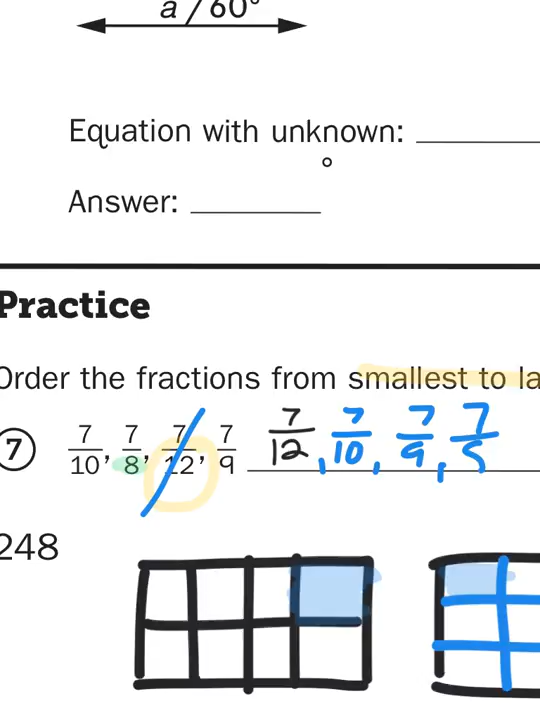 a / 60°
Equation with unknown:
°
Answer:
Practice
Order the fractions from smallest to la
7 7/10, 7/8, 7/12, 7/9 7/12, 7/10, 7/9, 7/5
248